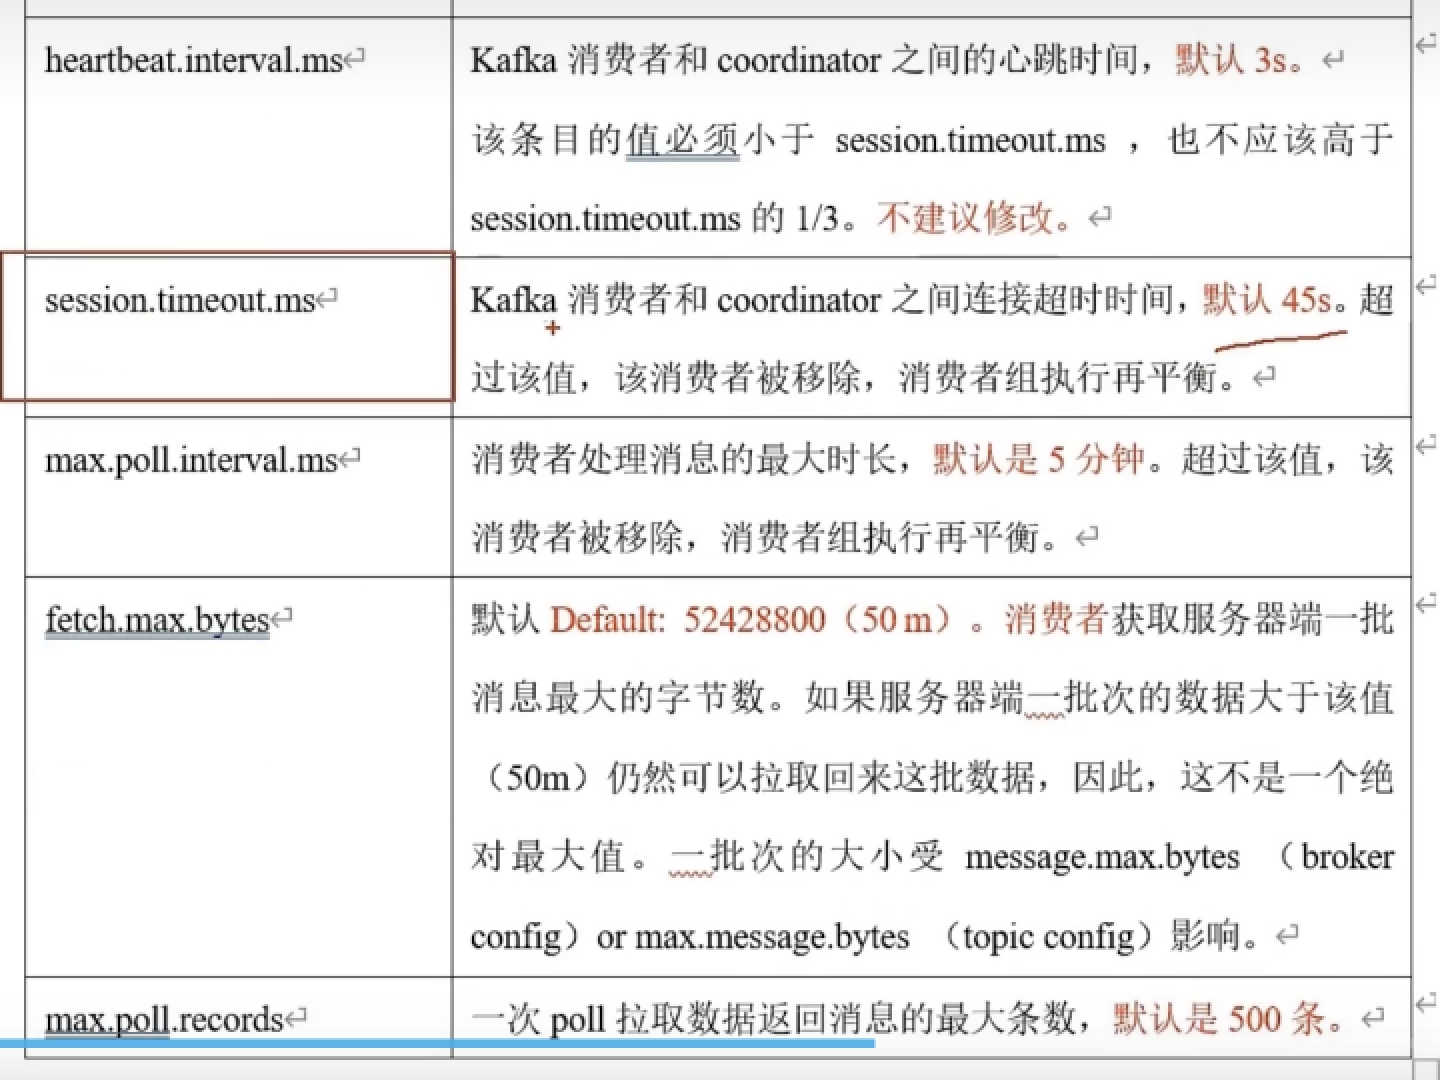 heartbeat.interval.ms
Kafka 消费者和 coordinator 之间的心跳时间，默认 3s。
该条目的值必须小于 session.timeout.ms ，也不应该高于
session.timeout.ms 的 1/3。不建议修改。
session.timeout.ms
Kafka 消费者和 coordinator 之间连接超时时间，默认 45s。超
过该值，该消费者被移除，消费者组执行再平衡。
max.poll.interval.ms
消费者处理消息的最大时长，默认是 5 分钟。超过该值，该
消费者被移除，消费者组执行再平衡。
fetch.max.bytes
默认 Default: 52428800（50 m）。消费者获取服务器端一批
消息最大的字节数。如果服务器端一批次的数据大于该值
（50m）仍然可以拉取回来这批数据，因此，这不是一个绝
对最大值。一批次的大小受 message.max.bytes （broker
config）or max.message.bytes （topic config）影响。
max.poll.records
一次 poll 拉取数据返回消息的最大条数，默认是 500 条。